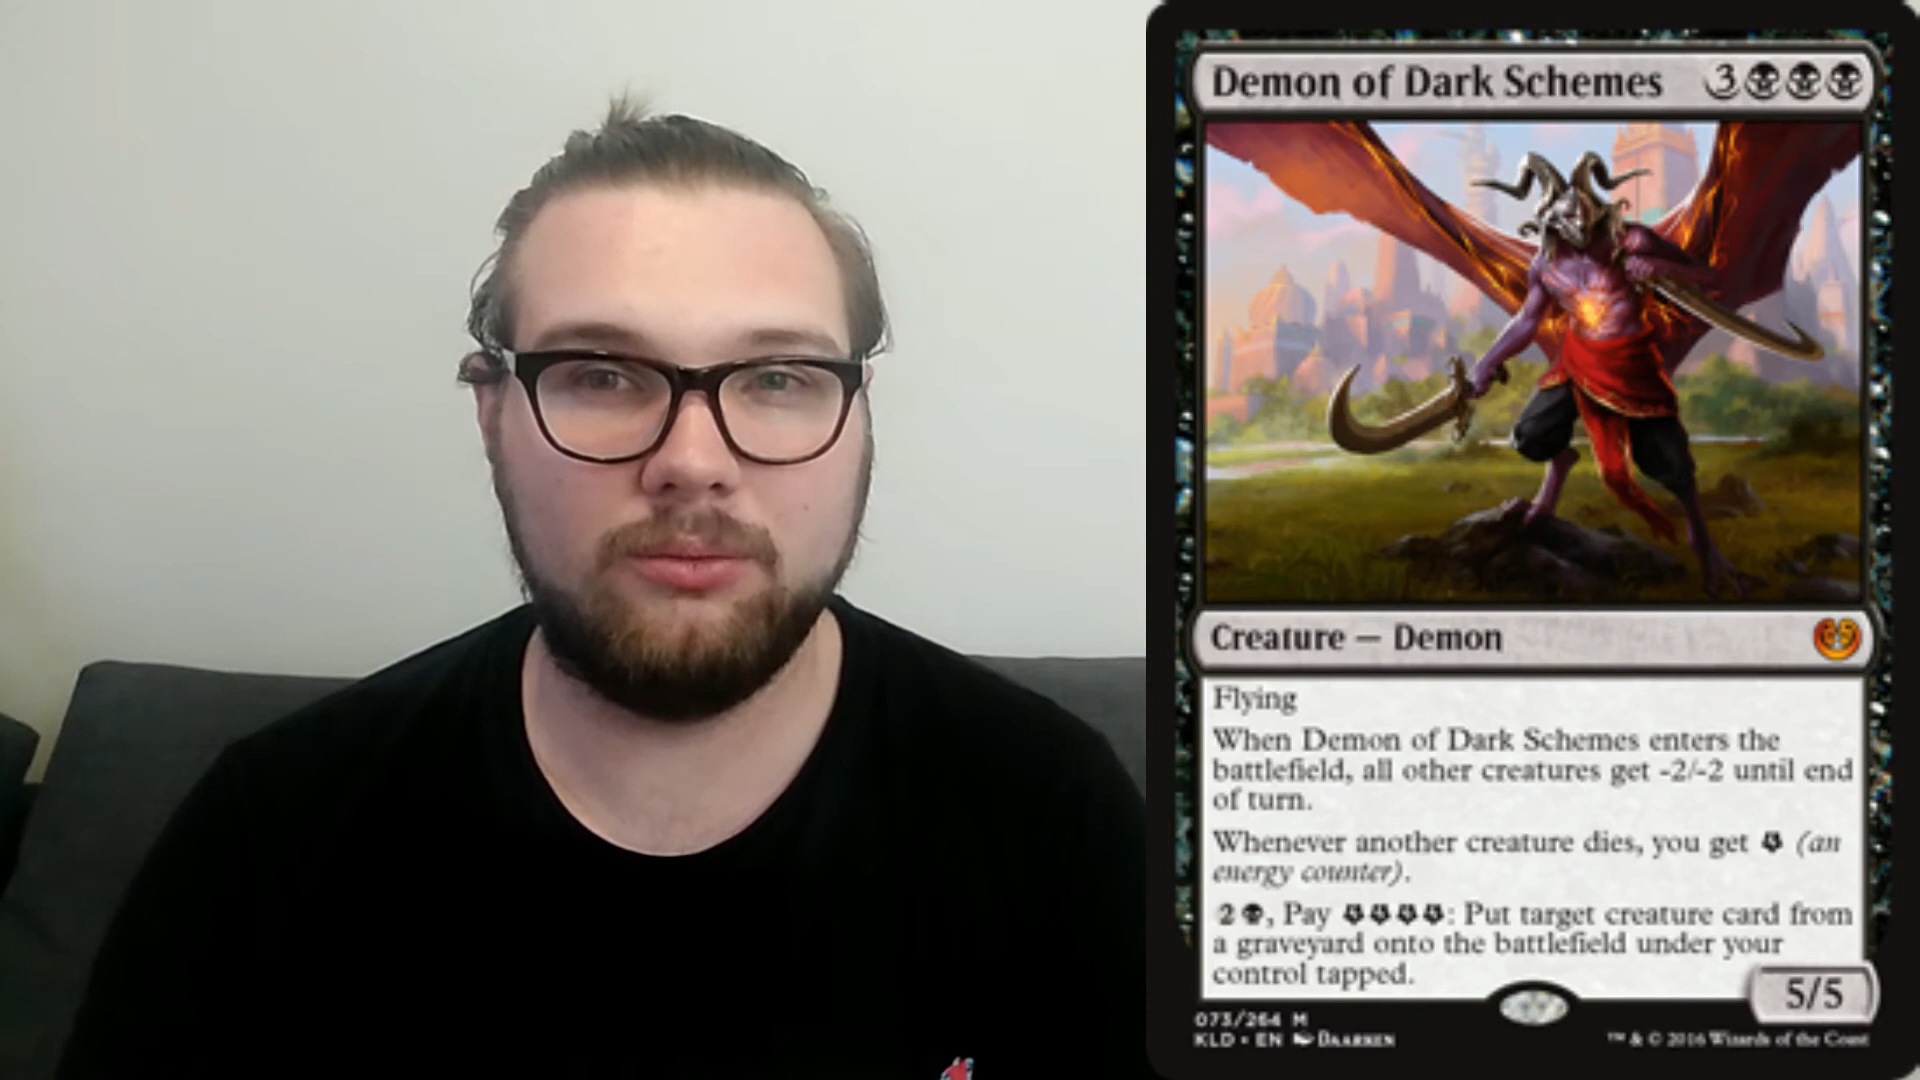 Demon of Dark Schemes 3
Creature — Demon
Flying
When Demon of Dark Schemes enters the
battlefield, all other creatures get -2/-2 until end
of turn.
Whenever another creature dies, you get (an
energy counter).
2, Pay : Put target creature card from
a graveyard onto the battlefield under your
control tapped.
5/5
073/264 M
KLD • EN DAARKEN
™ & © 2016 Wizards of the Coast